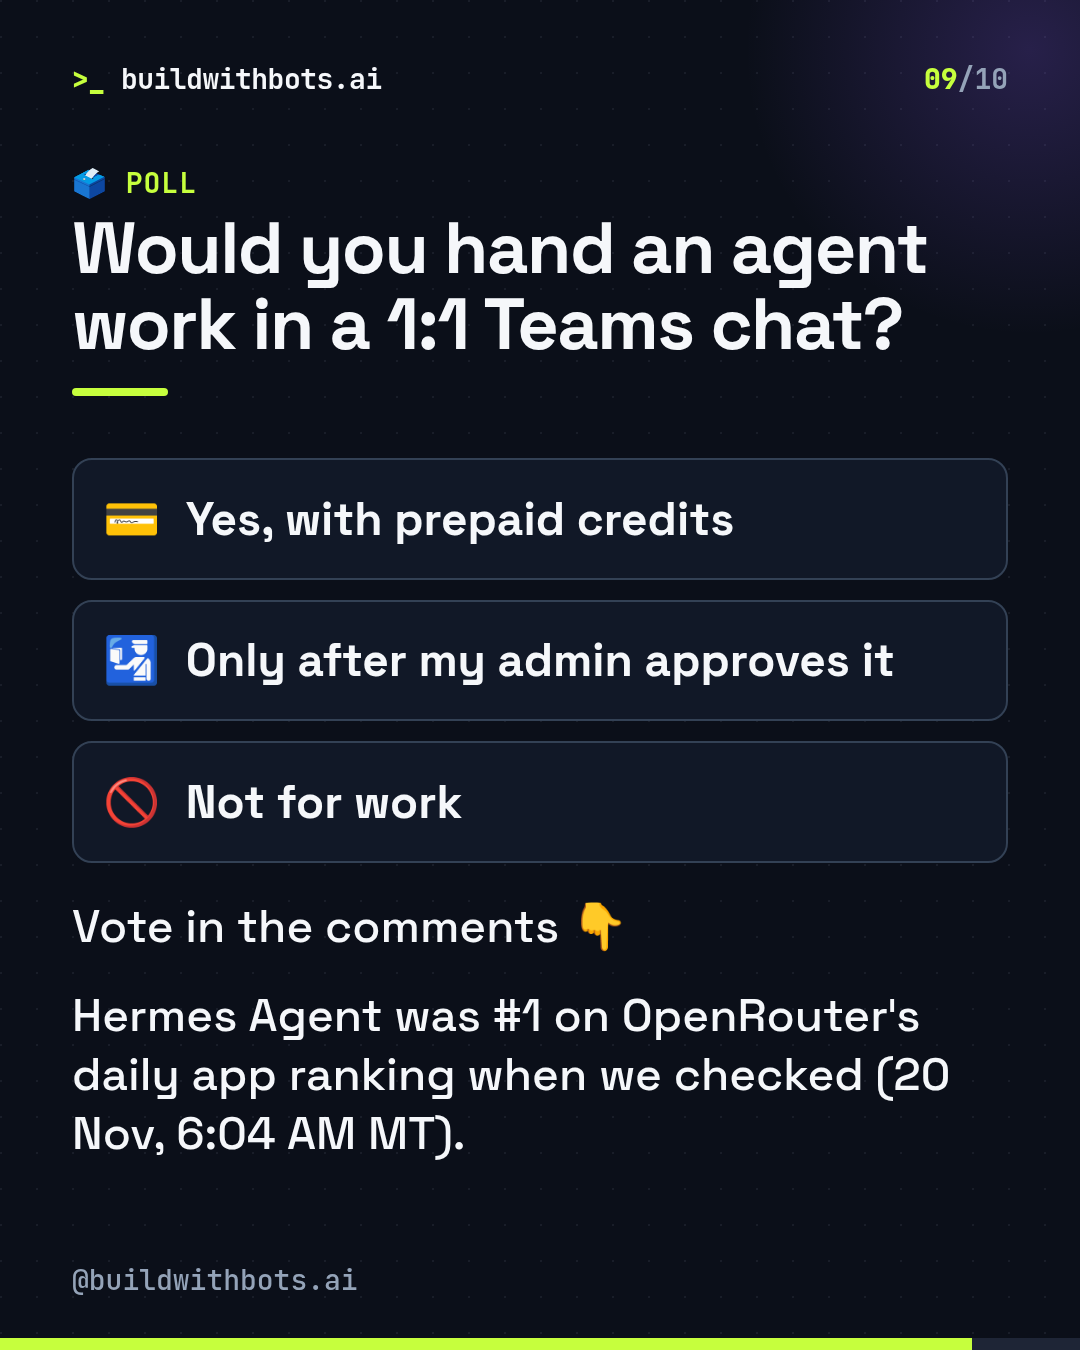 >_ buildwithbots.ai
09/10
🗳️ POLL
Would you hand an agent
work in a 1:1 Teams chat?
💳 Yes, with prepaid credits
🛂 Only after my admin approves it
🚫 Not for work
Vote in the comments 👇
Hermes Agent was #1 on OpenRouter's
daily app ranking when we checked (20
Nov, 6:04 AM MT).
@buildwithbots.ai